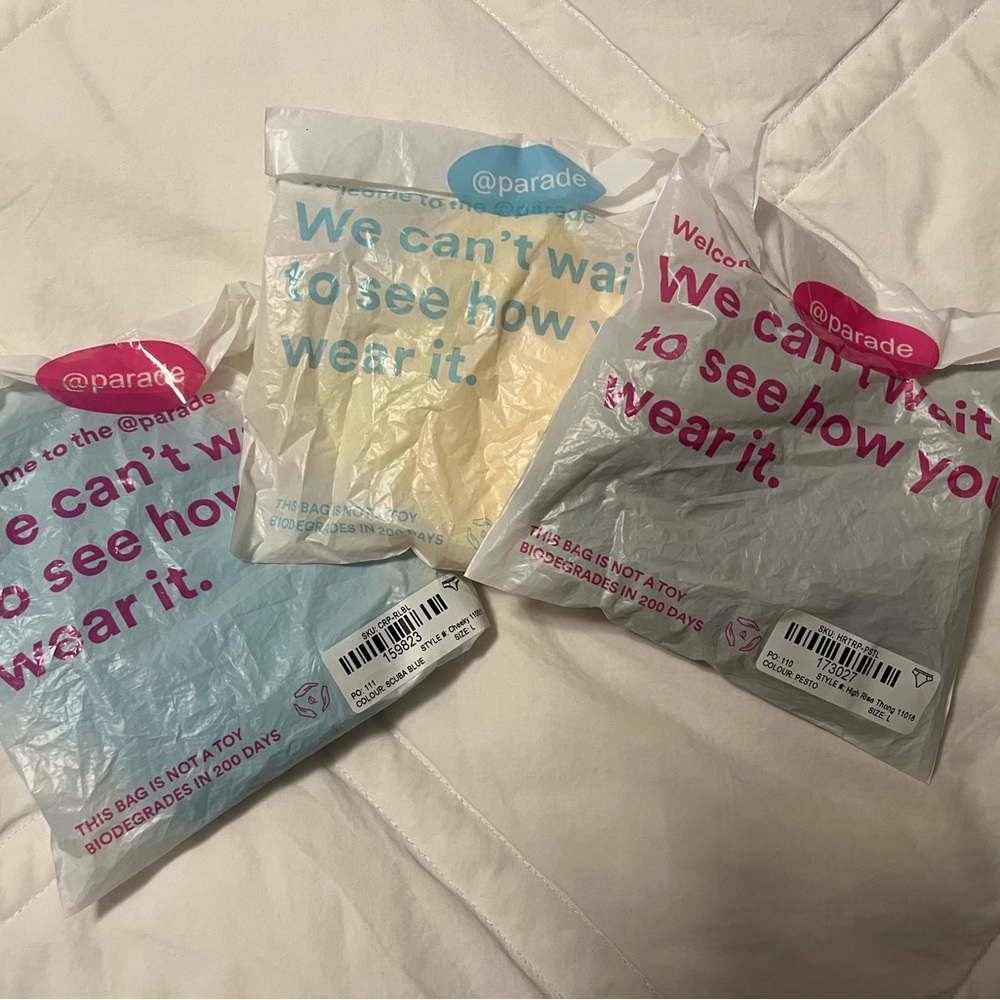 @parade
me to the @parade
e can't w
o see how
wear it.
THIS BAG IS NOT A TOY
BIODEGRADES IN 200 DAYS
SKU: CRP-RLBL
159823
PO: 111
STYLE #: Cheeky 11001
COLOUR: SCUBA BLUE
SIZE: L
@parade
Welcome to the @parade
We can't wai
to see how y
wear it.
THIS BAG IS NOT A TOY
BIODEGRADES IN 200 DAYS
@parade
Welcom
We can't wait
to see how you
wear it.
THIS BAG IS NOT A TOY
BIODEGRADES IN 200 DAYS
SKU: HRTRP-PSTL
173027
PO: 110
STYLE #: High Rise Thong 11018
COLOUR: PESTO
SIZE: L